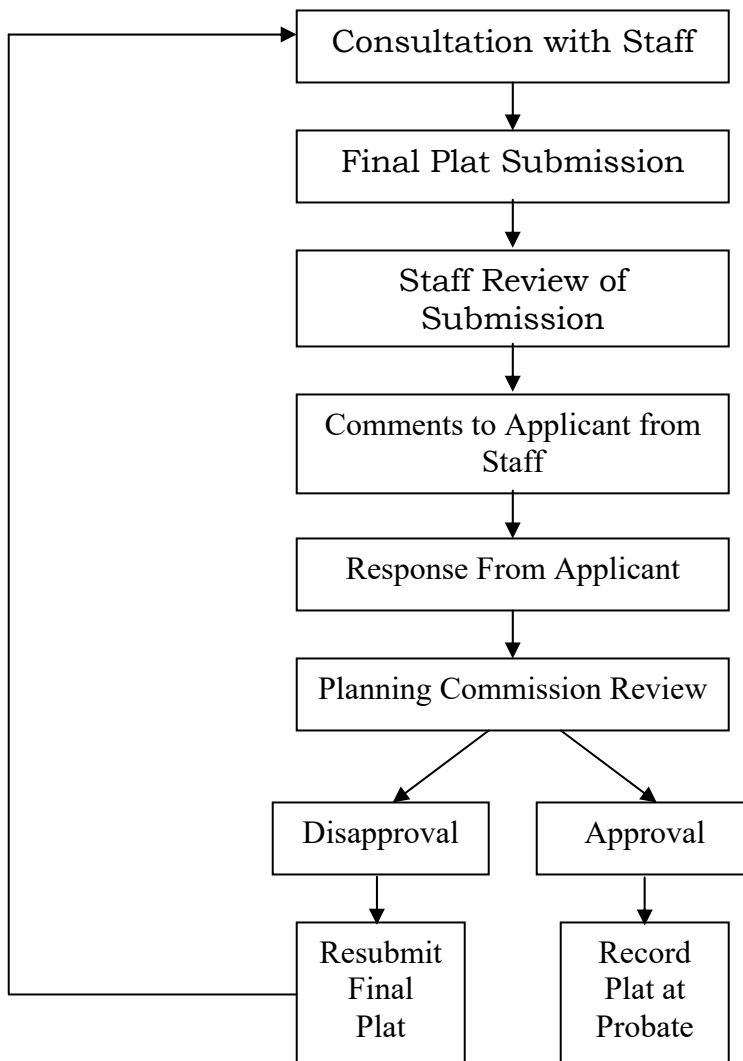 Consultation with Staff
Final Plat Submission
Staff Review of
Submission
Comments to Applicant from
Staff
Response From Applicant
Planning Commission Review
Disapproval
Approval
Resubmit
Final
Plat
Record
Plat at
Probate